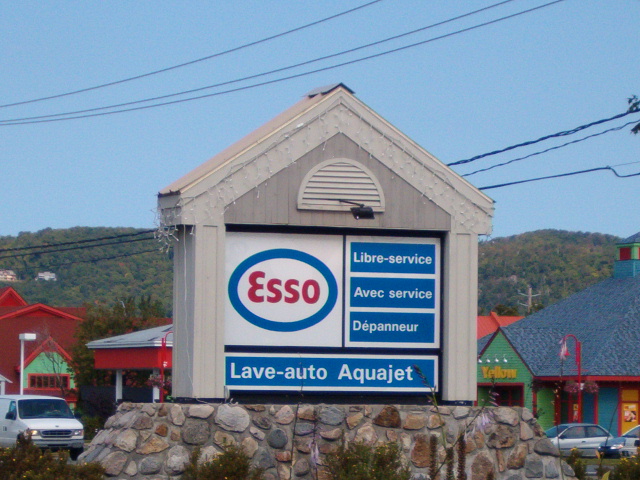 Esso
Libre-service
Avec service
Dépanneur
Lave-auto Aquajet
Yellow